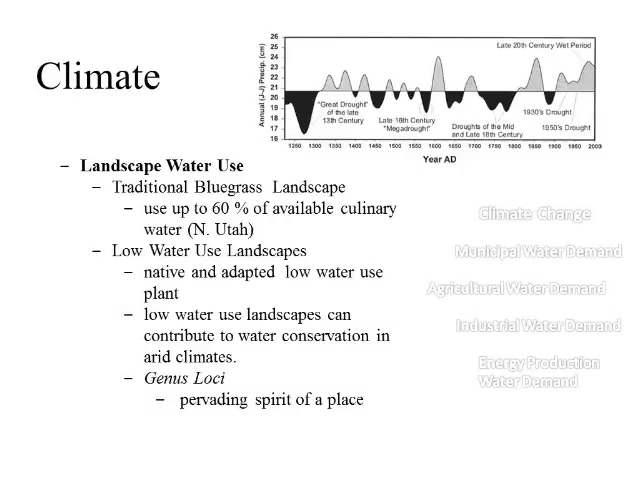 Climate
26
25
24
23
22
21
20
19
18
17
16
Annual (J-J) Precip. (cm)
Late 20th Century Wet Period
"Great Drought"
of the late
13th Century
Late 16th Century
"Megadrought"
Droughts of the Mid
and Late 18th Century
1930's Drought
1950's Drought
1250 1300 1350 1400 1450 1500 1550 1600 1650 1700 1750 1800 1850 1900 1950 2000
Year AD
– Landscape Water Use
– Traditional Bluegrass Landscape
– use up to 60 % of available culinary
water (N. Utah)
– Low Water Use Landscapes
– native and adapted low water use
plant
– low water use landscapes can
contribute to water conservation in
arid climates.
– Genus Loci
– pervading spirit of a place
Climate Change
Municipal Water Demand
Agricultural Water Demand
Industrial Water Demand
Energy Production
Water Demand